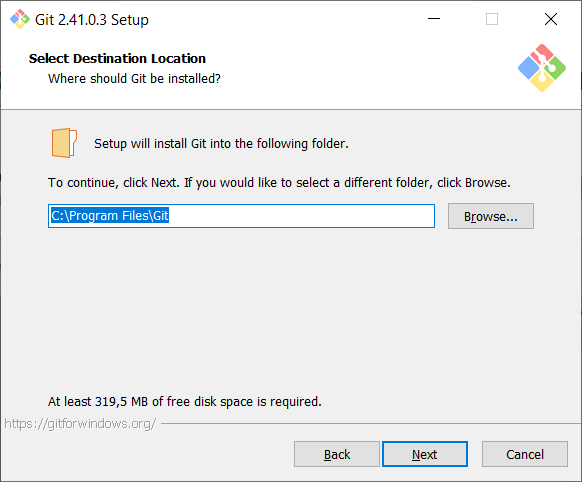 Git 2.41.0.3 Setup
Select Destination Location
Where should Git be installed?
Setup will install Git into the following folder.
To continue, click Next. If you would like to select a different folder, click Browse.
C:\Program Files\Git
Browse...
At least 319,5 MB of free disk space is required.
https://gitforwindows.org/
Back
Next
Cancel